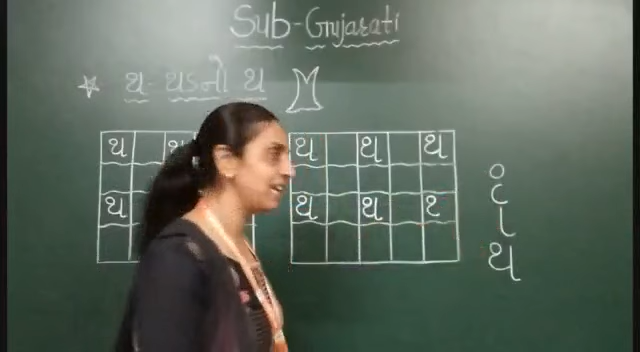 Sub-Gujarati
થ - થડનો થ
થ થ થ થ થ
થ થ થ ટ
થ